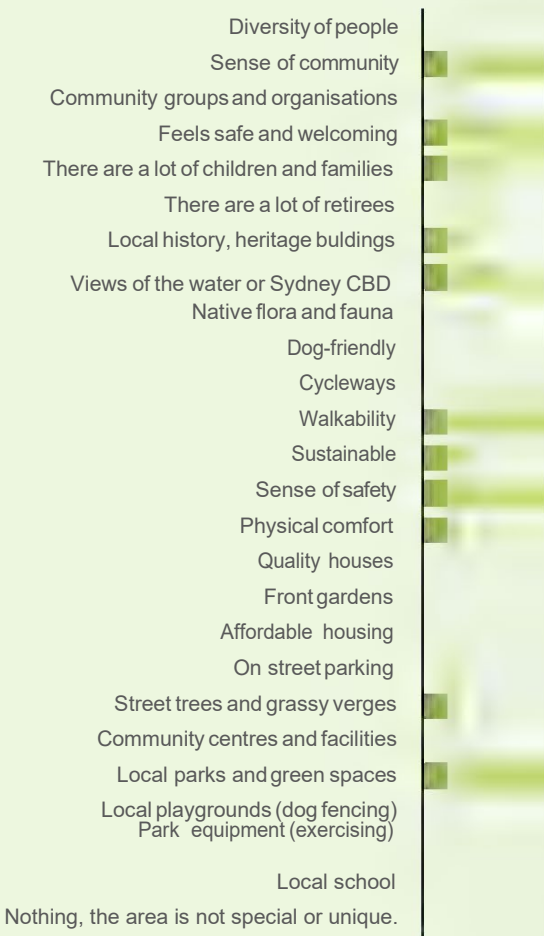 Diversity of people
Sense of community
Community groups and organisations
Feels safe and welcoming
There are a lot of children and families
There are a lot of retirees
Local history, heritage buldings
Views of the water or Sydney CBD
Native flora and fauna
Dog-friendly
Cycleways
Walkability
Sustainable
Sense of safety
Physical comfort
Quality houses
Front gardens
Affordable housing
On street parking
Street trees and grassy verges
Community centres and facilities
Local parks and green spaces
Local playgrounds (dog fencing)
Park equipment (exercising)
Local school
Nothing, the area is not special or unique.